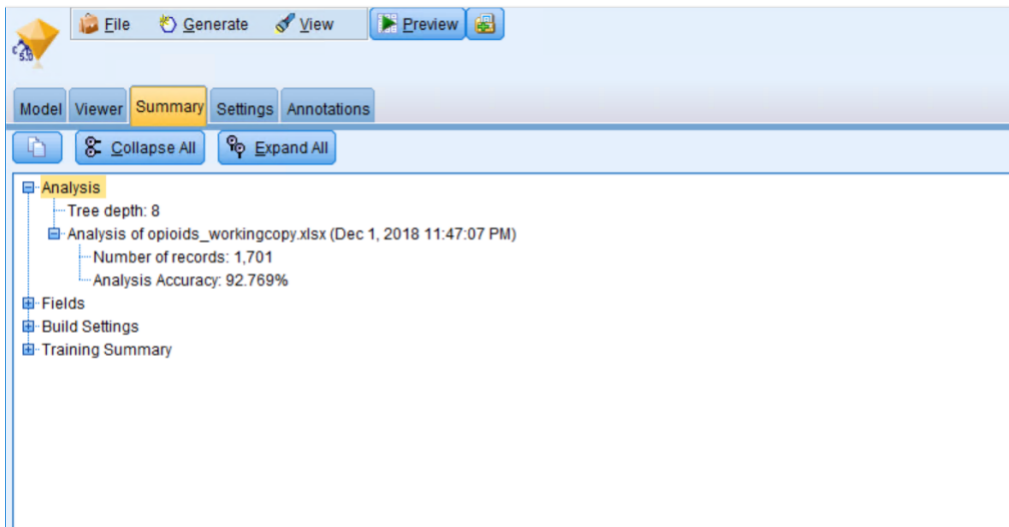 File Generate View Preview
C5.0
Model Viewer Summary Settings Annotations
Collapse All Expand All
Analysis
Tree depth: 8
Analysis of opioids_workingcopy.xlsx (Dec 1, 2018 11:47:07 PM)
Number of records: 1,701
Analysis Accuracy: 92.769%
Fields
Build Settings
Training Summary